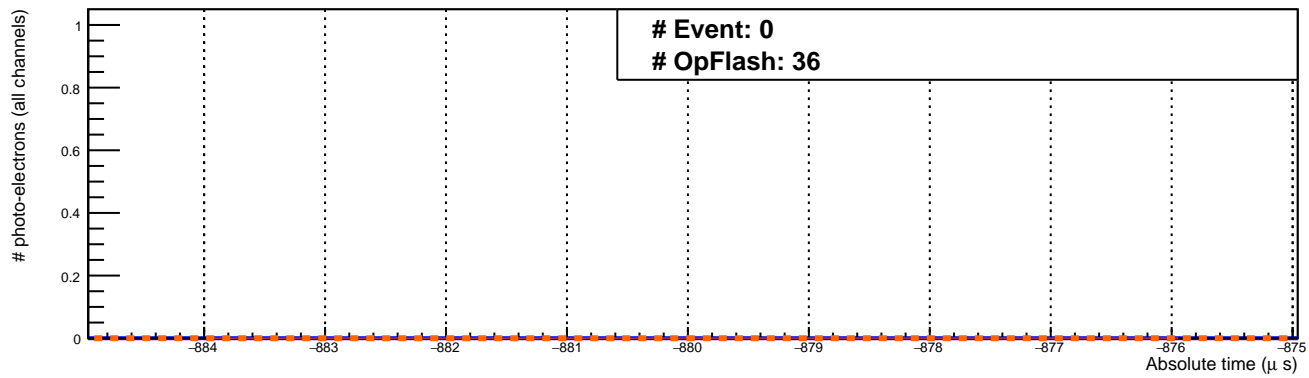 # photo-electrons (all channels)
1
0.8
0.6
0.4
0.2
0
# Event: 0
# OpFlash: 36
−884 −883 −882 −881 −880 −879 −878 −877 −876 −875
Absolute time (μ s)